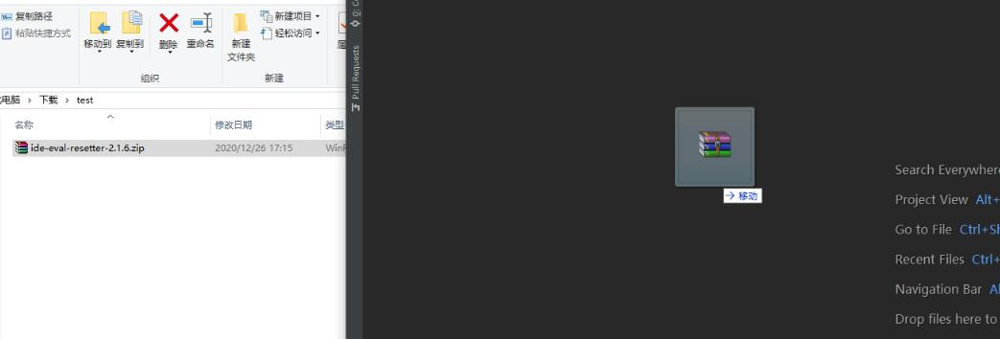 复制路径
粘贴快捷方式
移动到
复制到
删除
重命名
组织
新建
文件夹
新建项目
轻松访问
新建
电脑 > 下载 > test
名称
修改日期
类型
ide-eval-resetter-2.1.6.zip
2020/12/26 17:15
Pull Requests
移动
Search Everywhere
Project View Alt+
Go to File Ctrl+Sh
Recent Files Ctrl+
Navigation Bar
Drop files here to